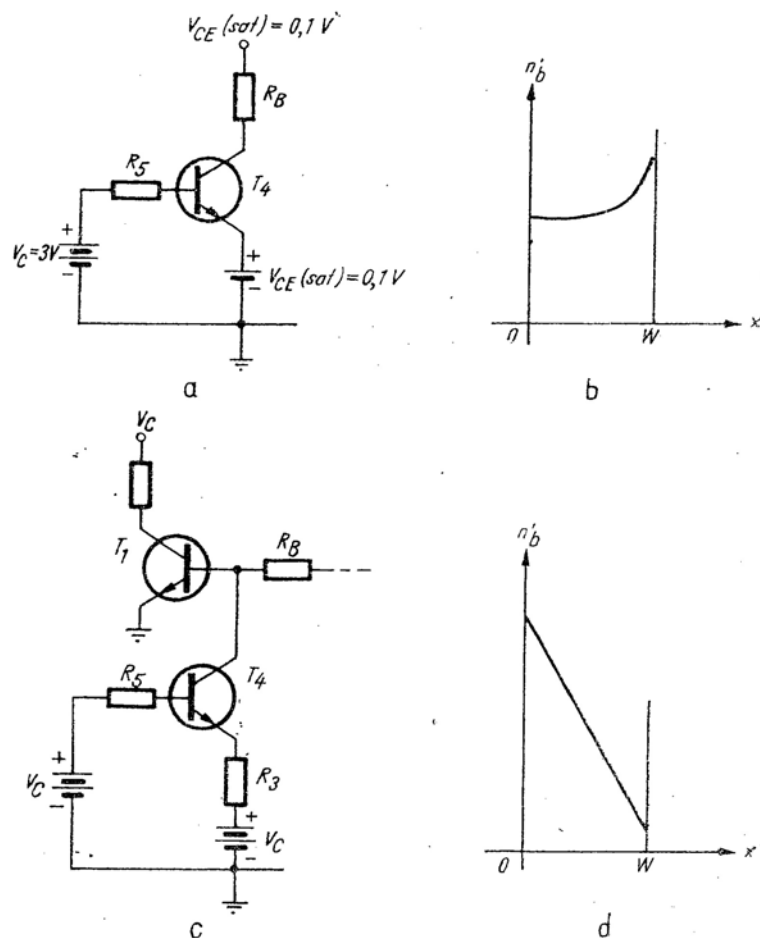 V_CE (sat) = 0,1 V
R_B
R_5
T_4
+
V_C = 3V
-
+
V_CE (sat) = 0,1 V
-
a
n'_b
0
W
x
b
V_C
T_1
R_B
R_5
T_4
+
V_C
-
R_3
+
V_C
-
c
n'_b
0
W
x
d